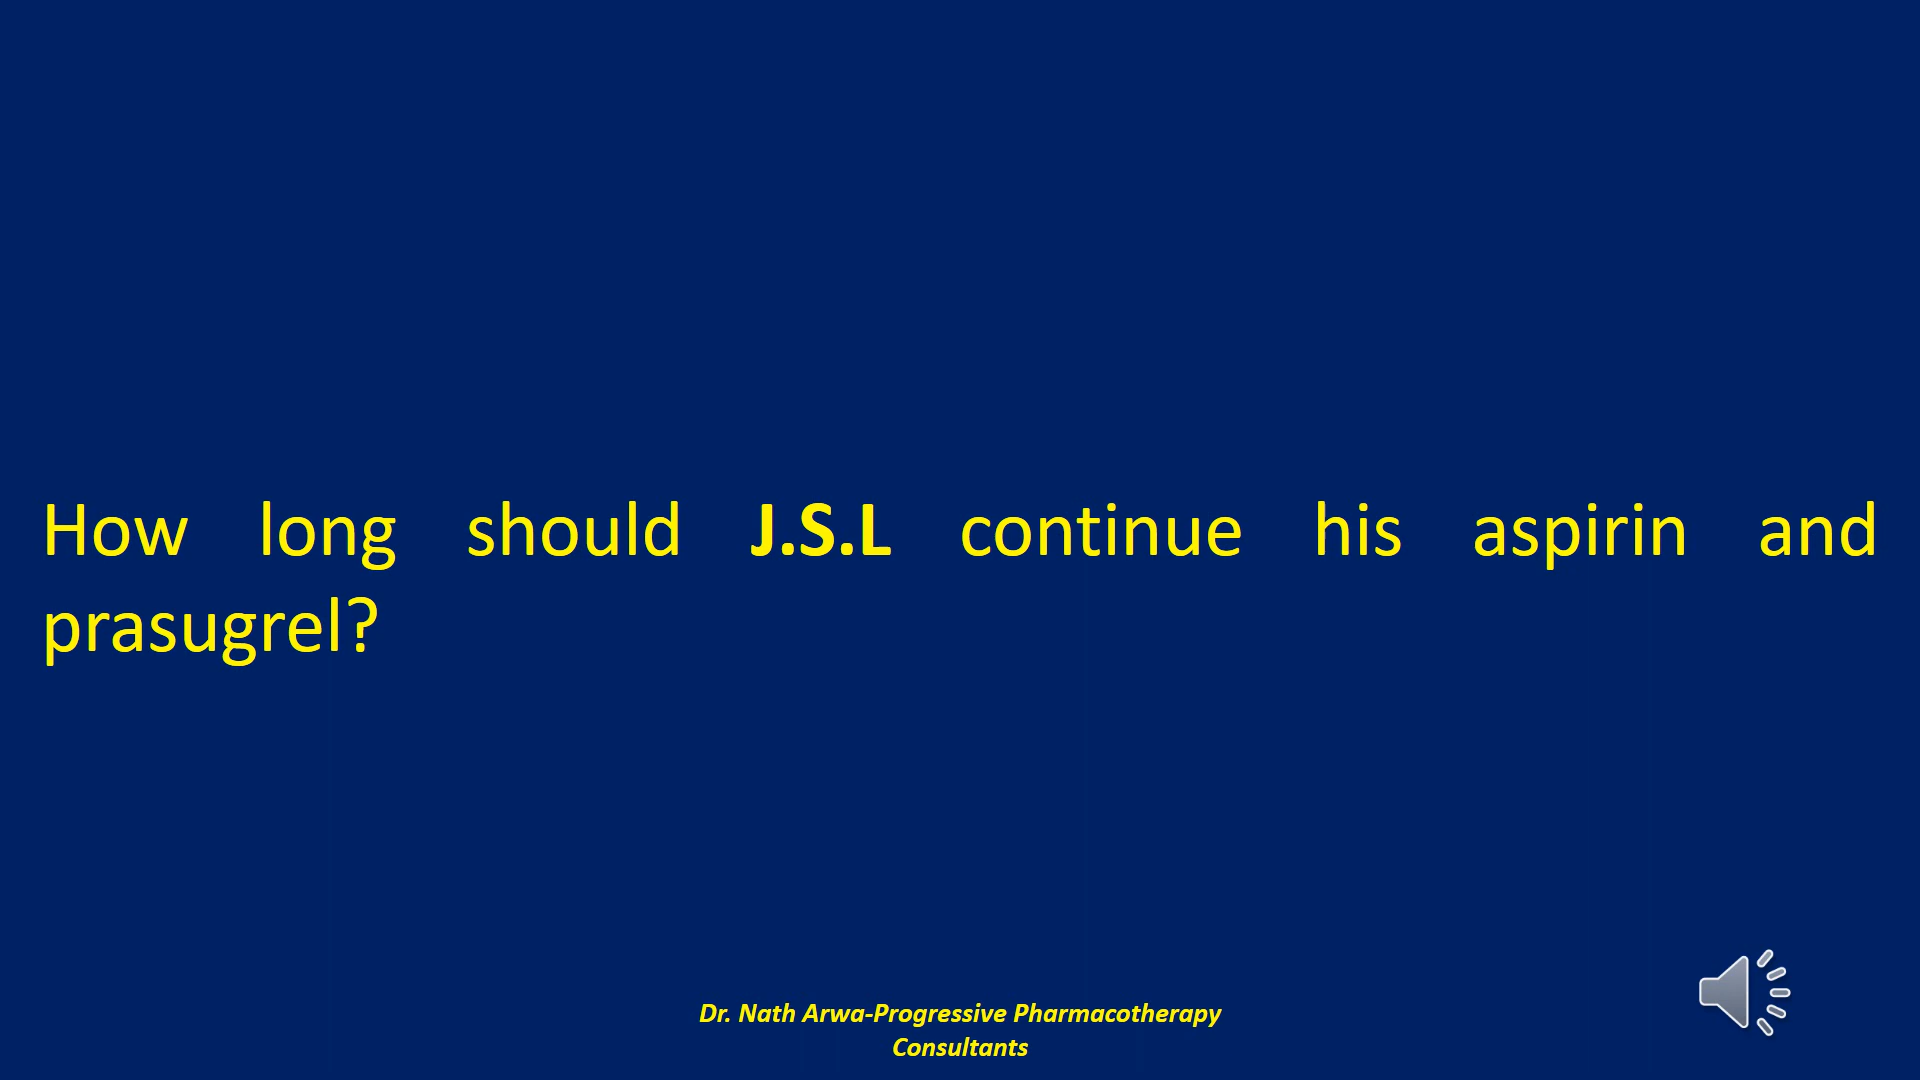 How long should J.S.L continue his aspirin and
prasugrel?
Dr. Nath Arwa-Progressive Pharmacotherapy
Consultants